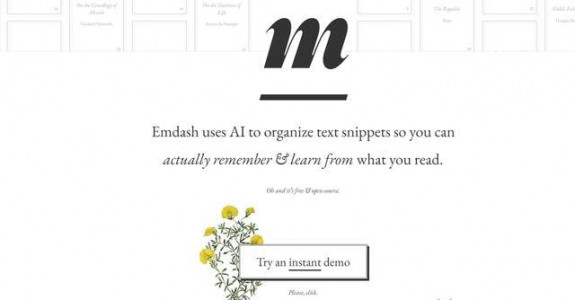 On the Genealogy of Morals
On the Shortness of Life
The Republic
m
Emdash uses AI to organize text snippets so you can
actually remember & learn from what you read.
Oh and it's free & open source.
Try an instant demo
Please, click.